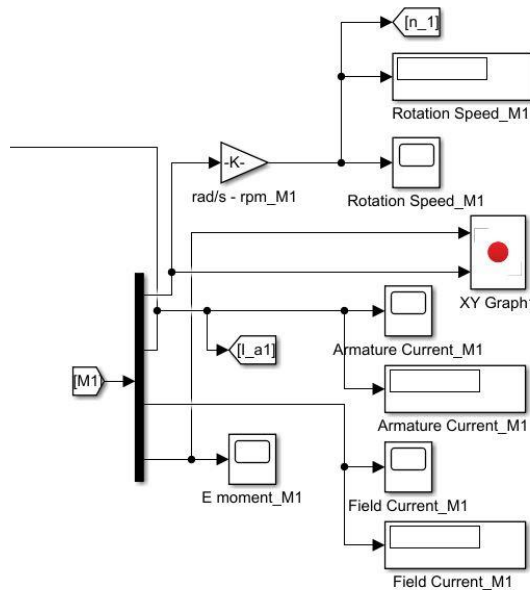 [n_1]
Rotation Speed_M1
-K-
rad/s - rpm_M1
Rotation Speed_M1
XY Graph1
[M1]
[I_a1]
Armature Current_M1
Armature Current_M1
E moment_M1
Field Current_M1
Field Current_M1